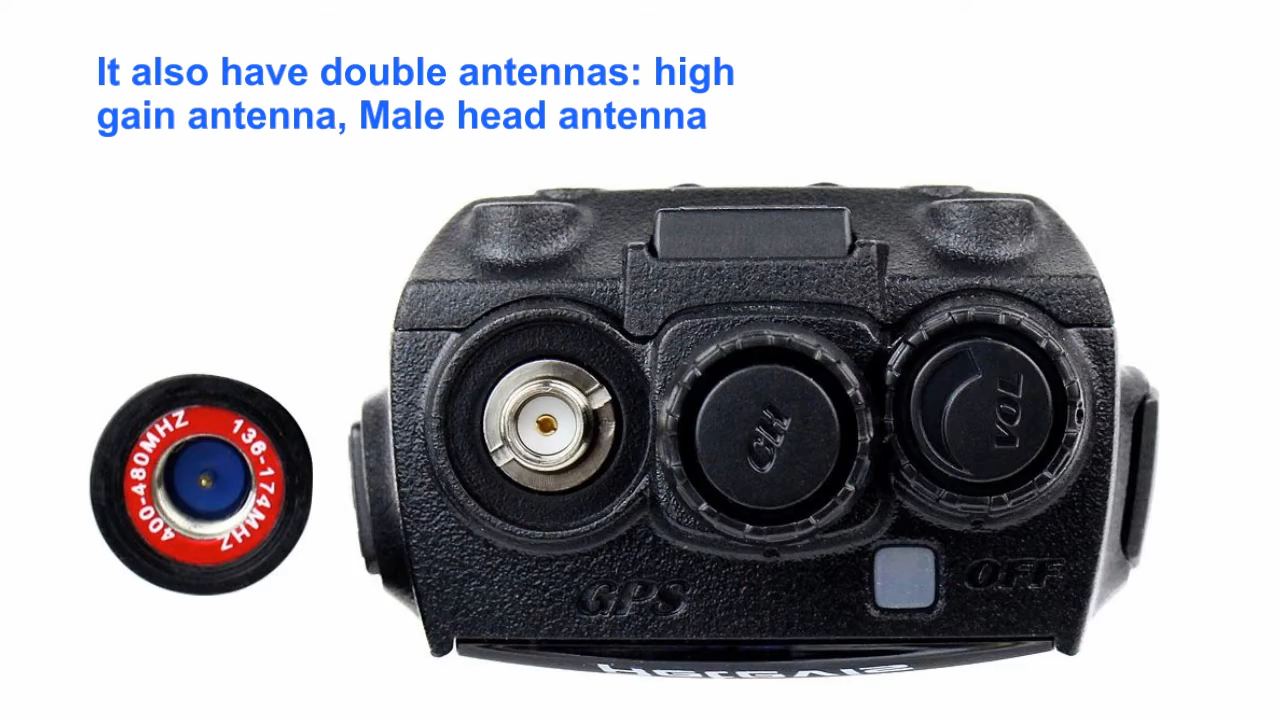 It also have double antennas: high
gain antenna, Male head antenna
136-174MHZ
400-480MHZ
CH
VOL
GPS
OFF